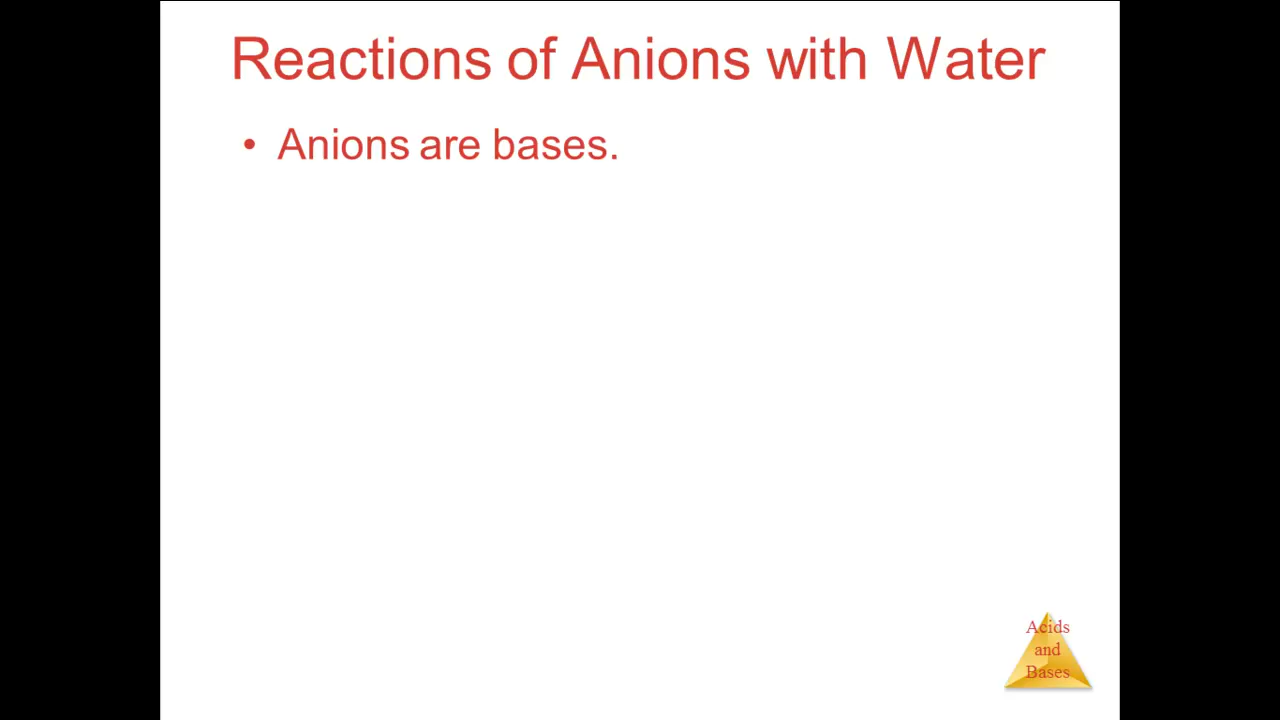 Reactions of Anions with Water
• Anions are bases.
Acids
and
Bases